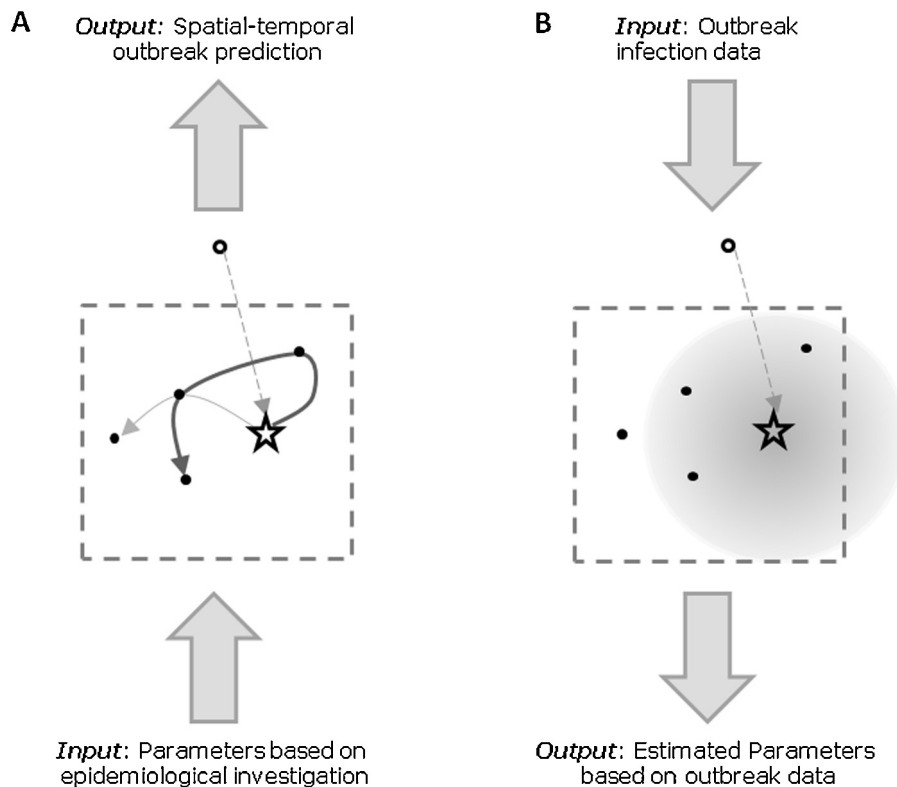 A
Output: Spatial-temporal
outbreak prediction
B
Input: Outbreak
infection data
Input: Parameters based on
epidemiological investigation
Output: Estimated Parameters
based on outbreak data